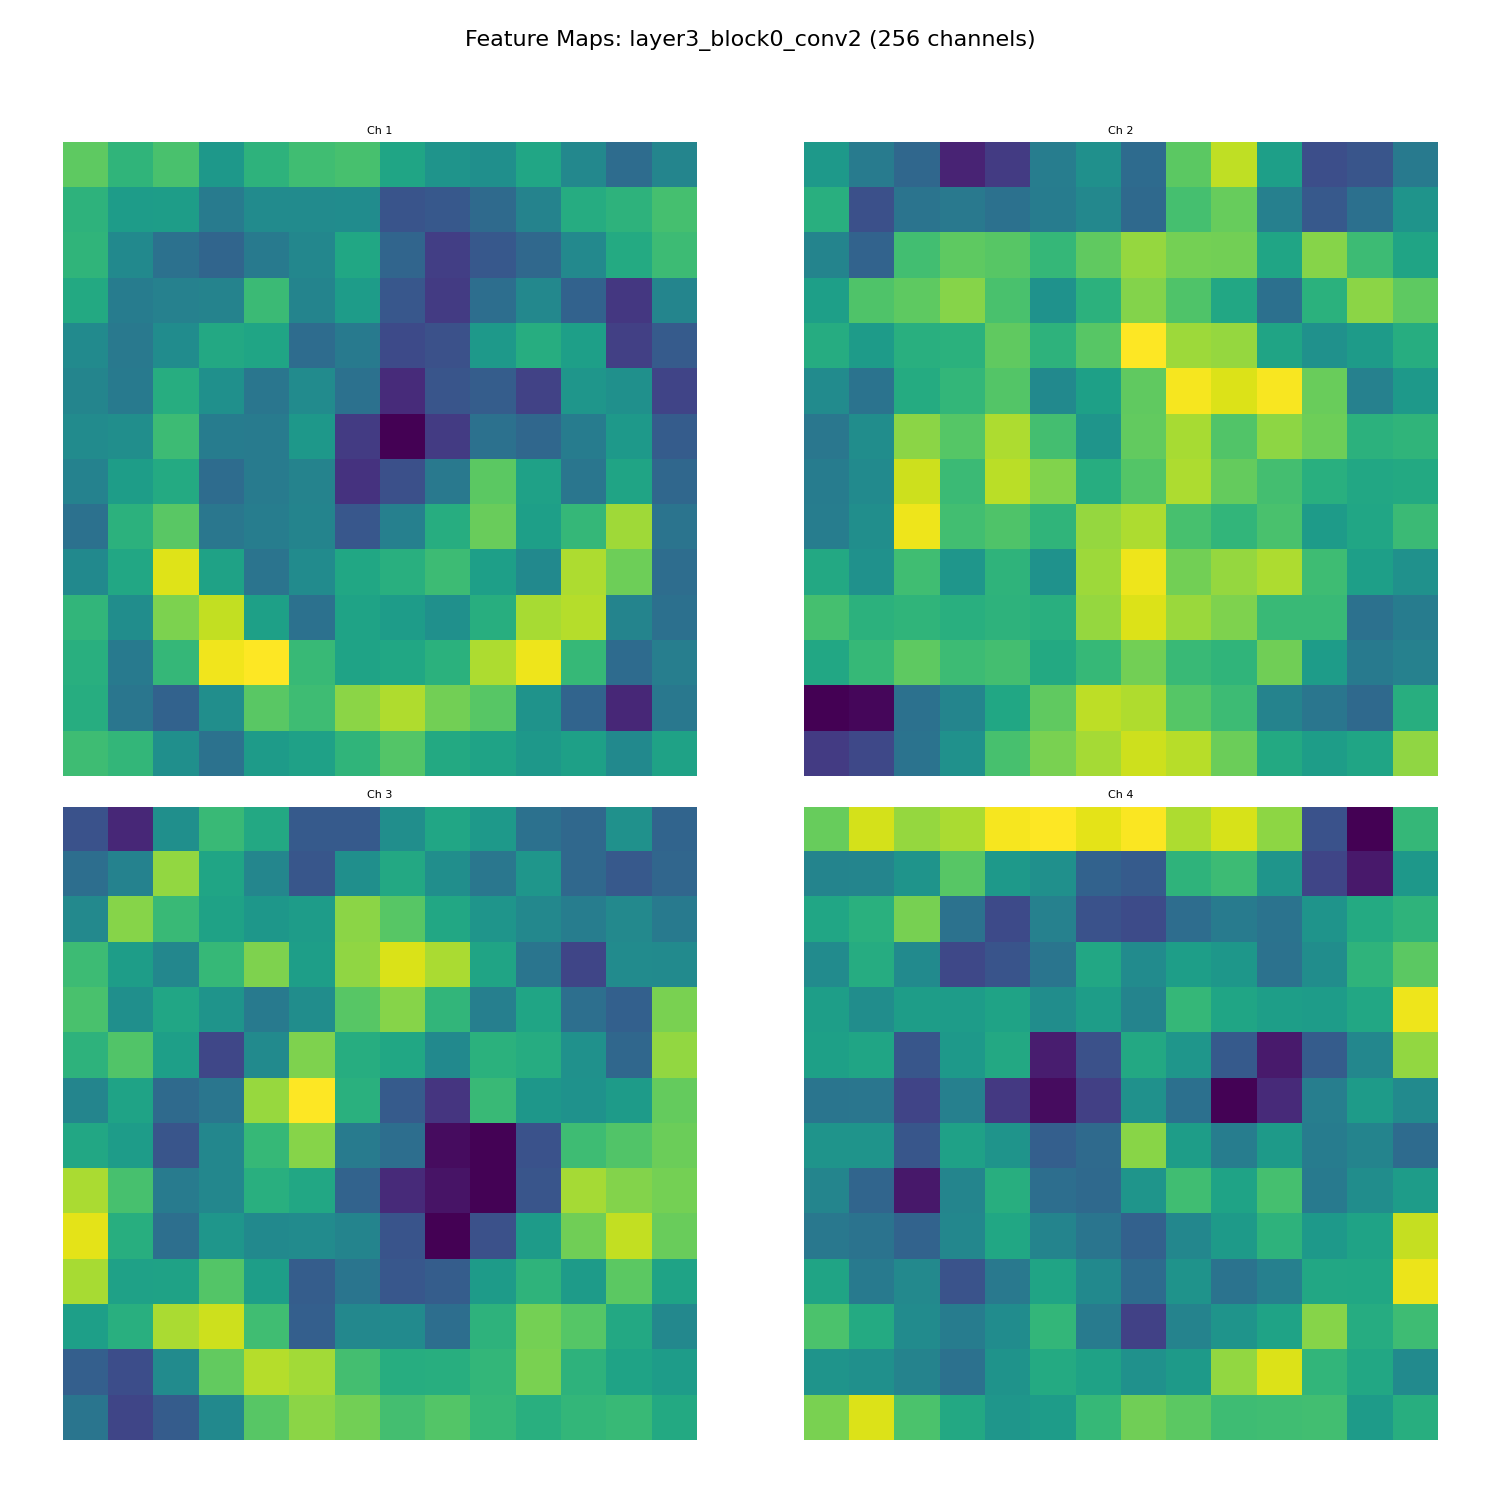 Feature Maps: layer3_block0_conv2 (256 channels)
Ch 1
Ch 2
Ch 3
Ch 4